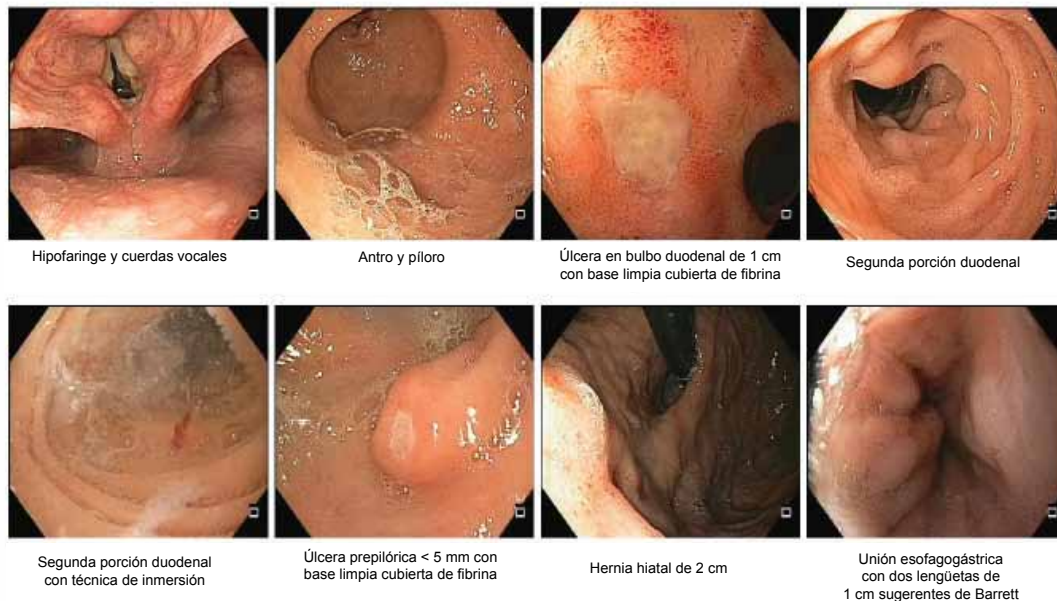 Hipofaringe y cuerdas vocales
Antro y píloro
Úlcera en bulbo duodenal de 1 cm
con base limpia cubierta de fibrina
Segunda porción duodenal
Segunda porción duodenal
con técnica de inmersión
Úlcera prepilórica < 5 mm con
base limpia cubierta de fibrina
Hernia hiatal de 2 cm
Unión esofagogástrica
con dos lengüetas de
1 cm sugerentes de Barrett